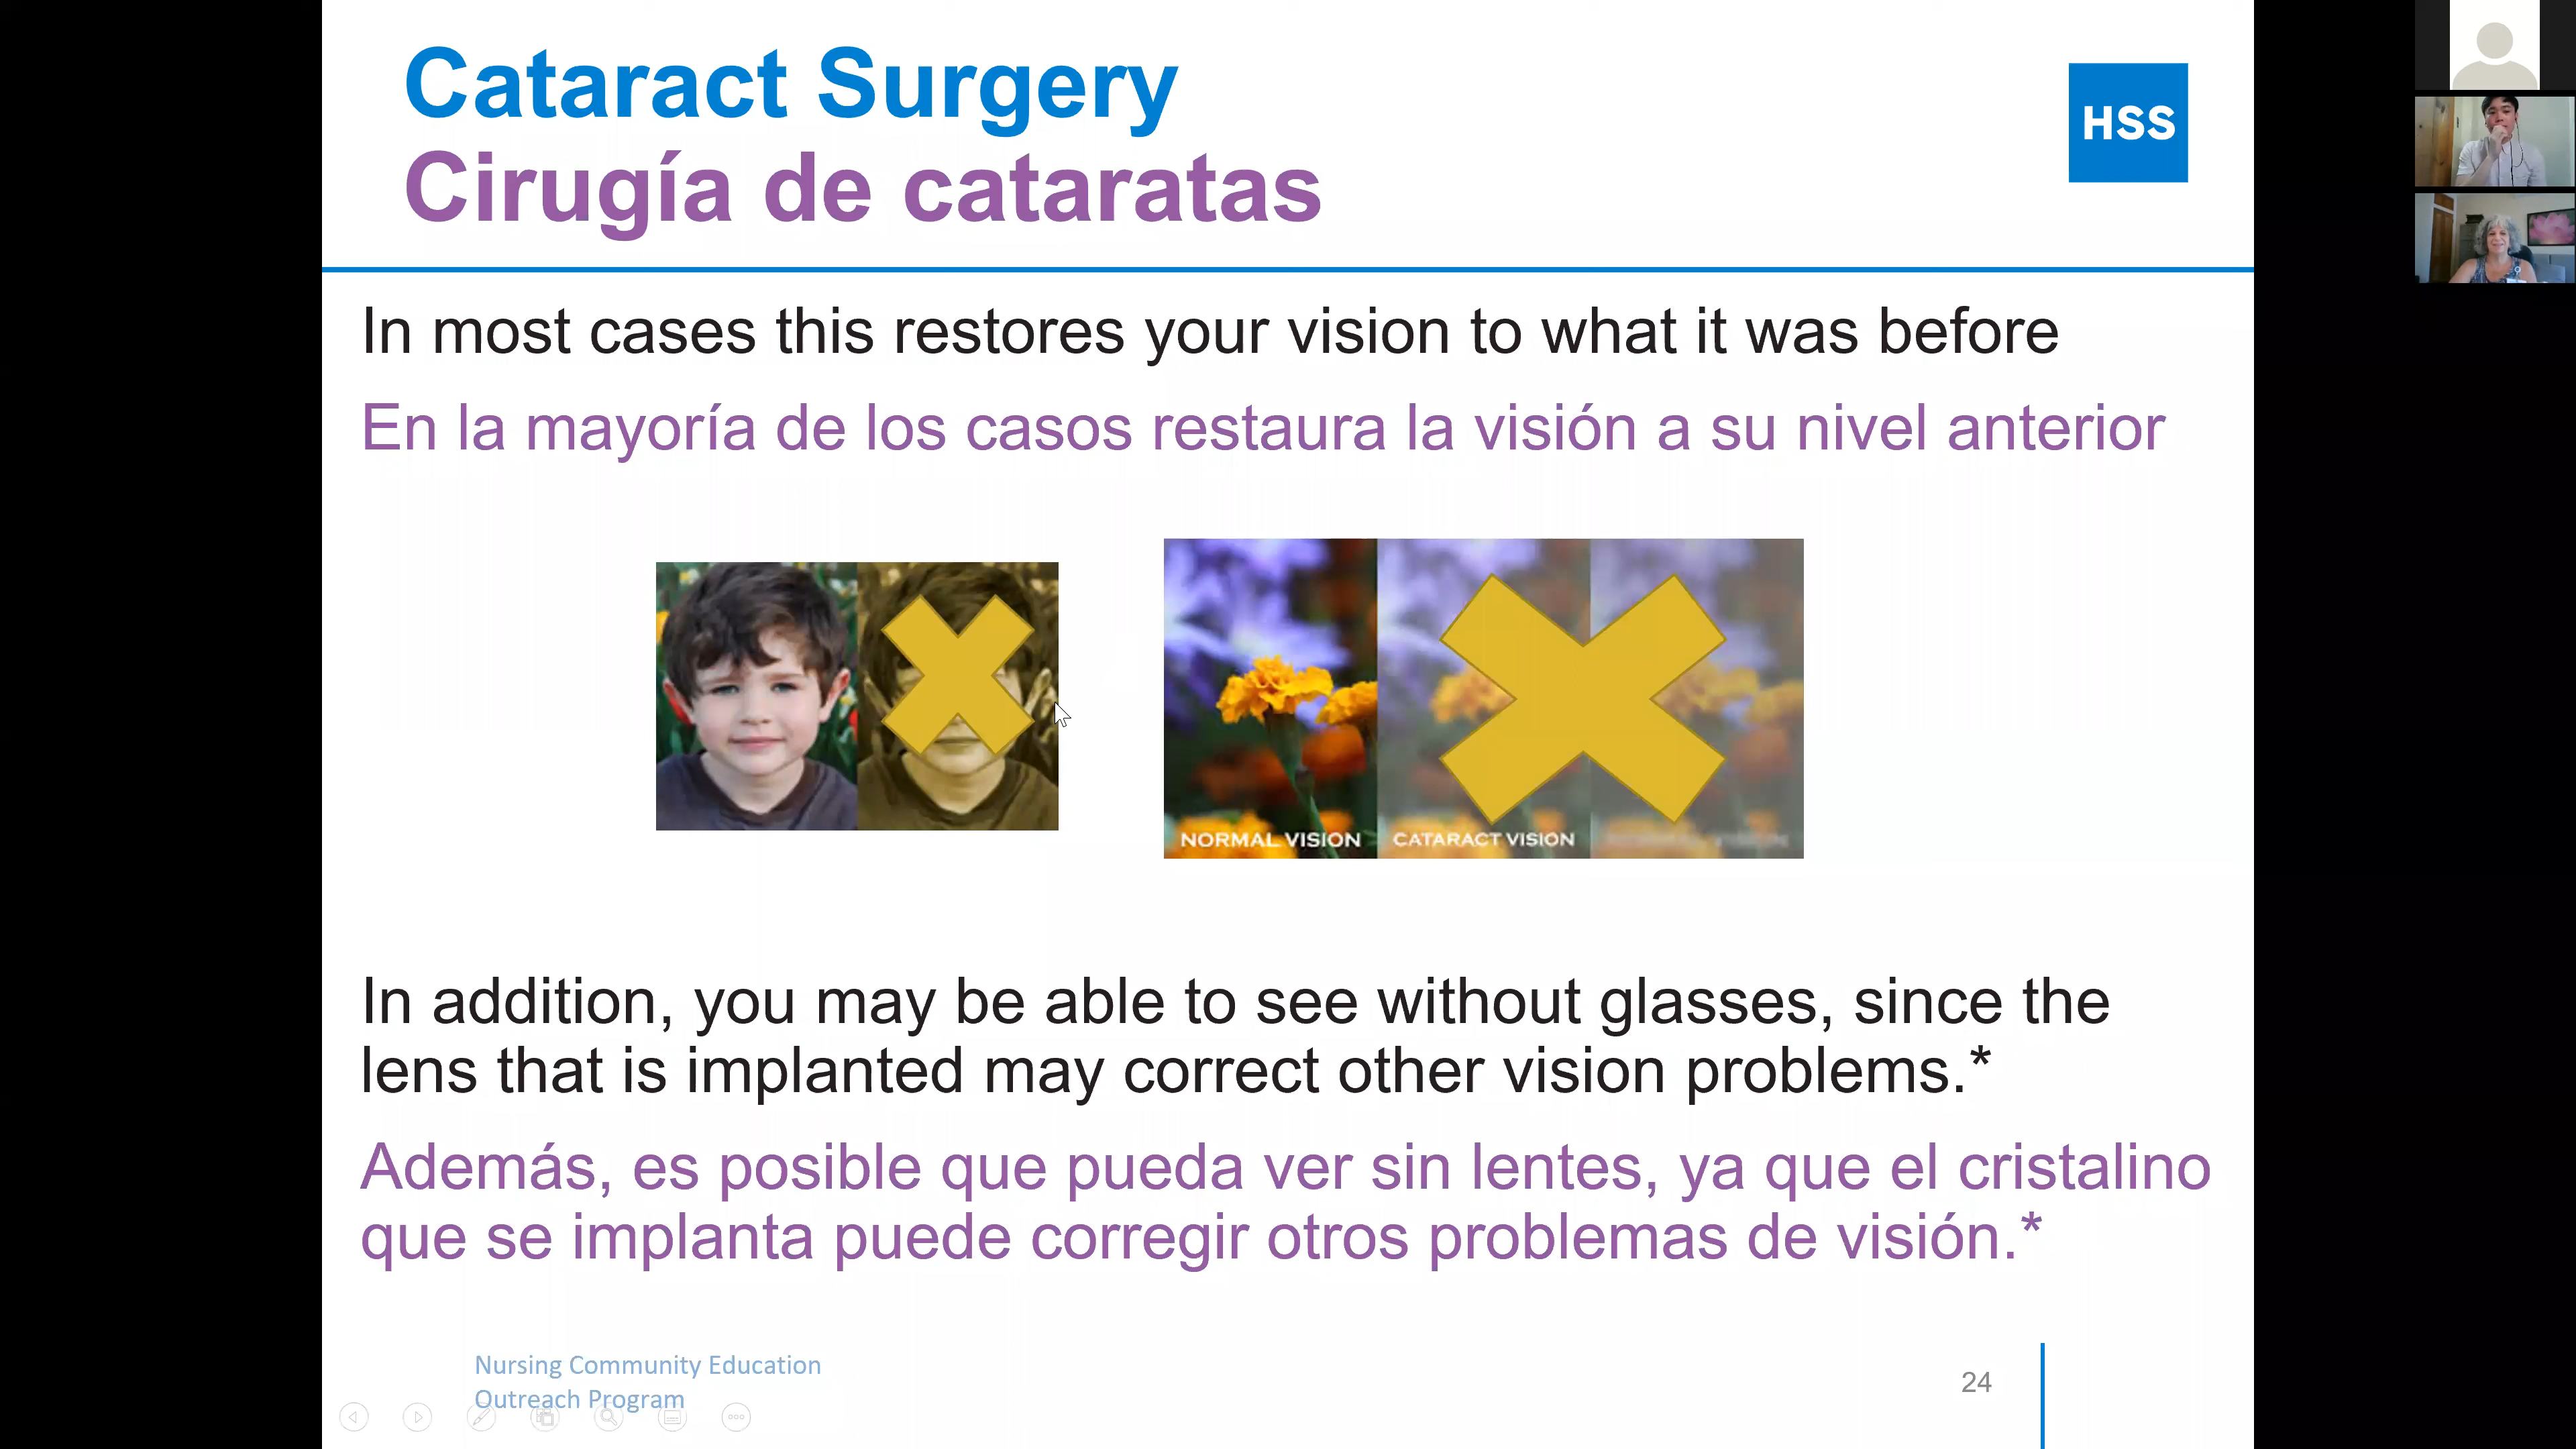 Cataract Surgery
Cirugía de cataratas
HSS
In most cases this restores your vision to what it was before
En la mayoría de los casos restaura la visión a su nivel anterior
NORMAL VISION
CATARACT VISION
In addition, you may be able to see without glasses, since the
lens that is implanted may correct other vision problems.*
Además, es posible que pueda ver sin lentes, ya que el cristalino
que se implanta puede corregir otros problemas de visión.*
Nursing Community Education
Outreach Program
24